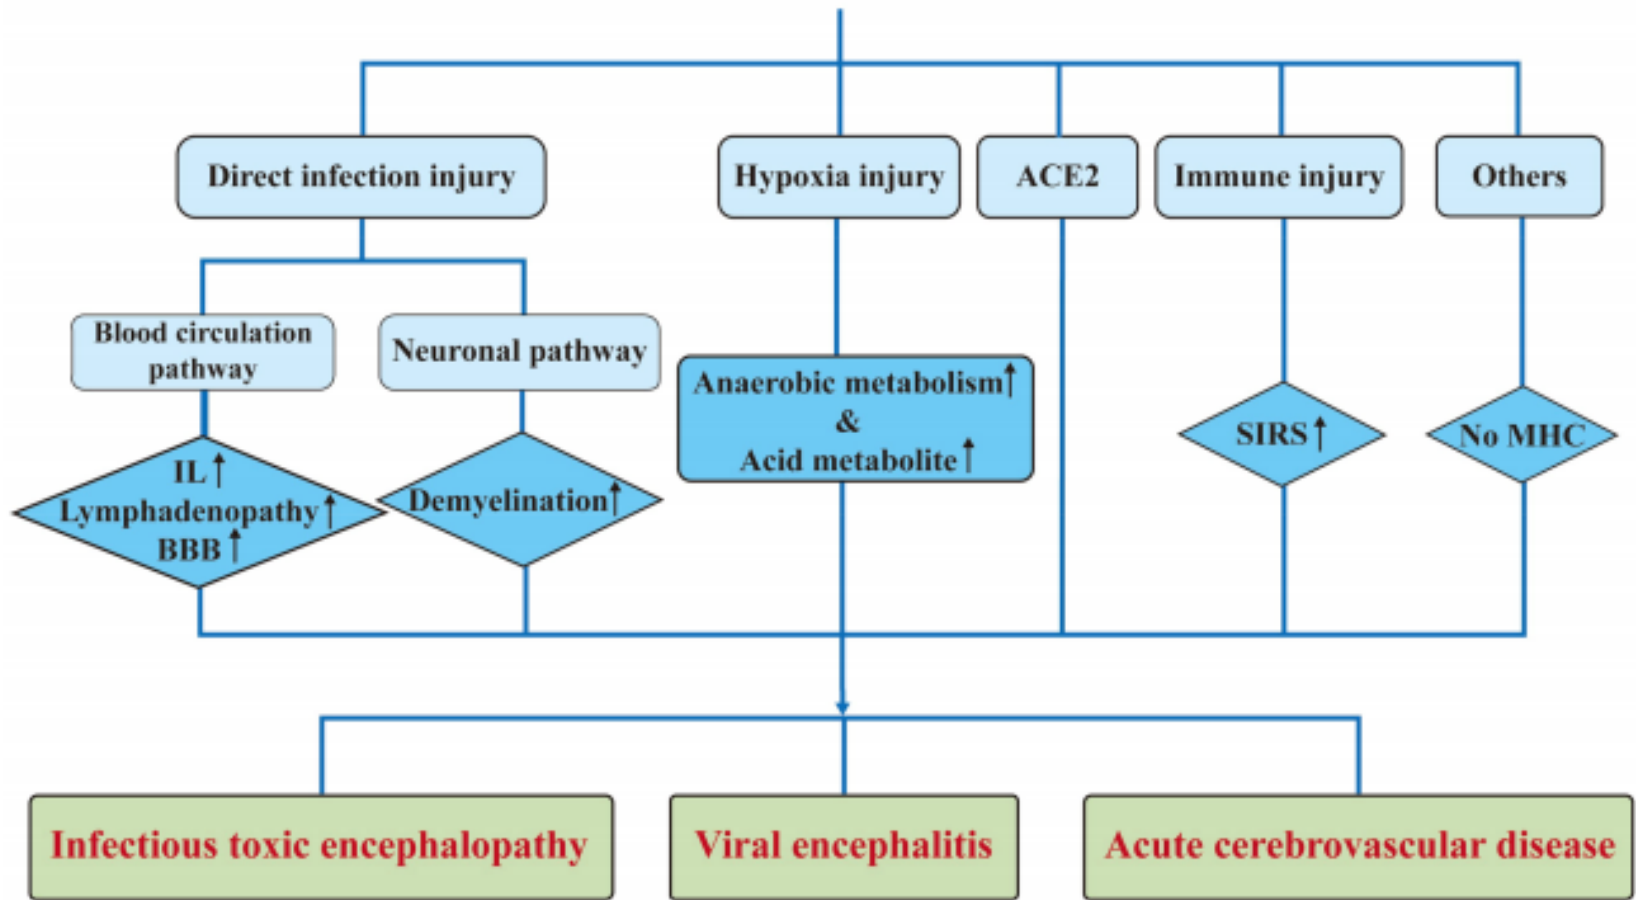 Direct infection injury
Hypoxia injury
ACE2
Immune injury
Others
Blood circulation
pathway
Neuronal pathway
Anaerobic metabolism↑
&
Acid metabolite↑
SIRS↑
No MHC
IL↑
Lymphadenopathy↑
BBB↑
Demyelination↑
Infectious toxic encephalopathy
Viral encephalitis
Acute cerebrovascular disease